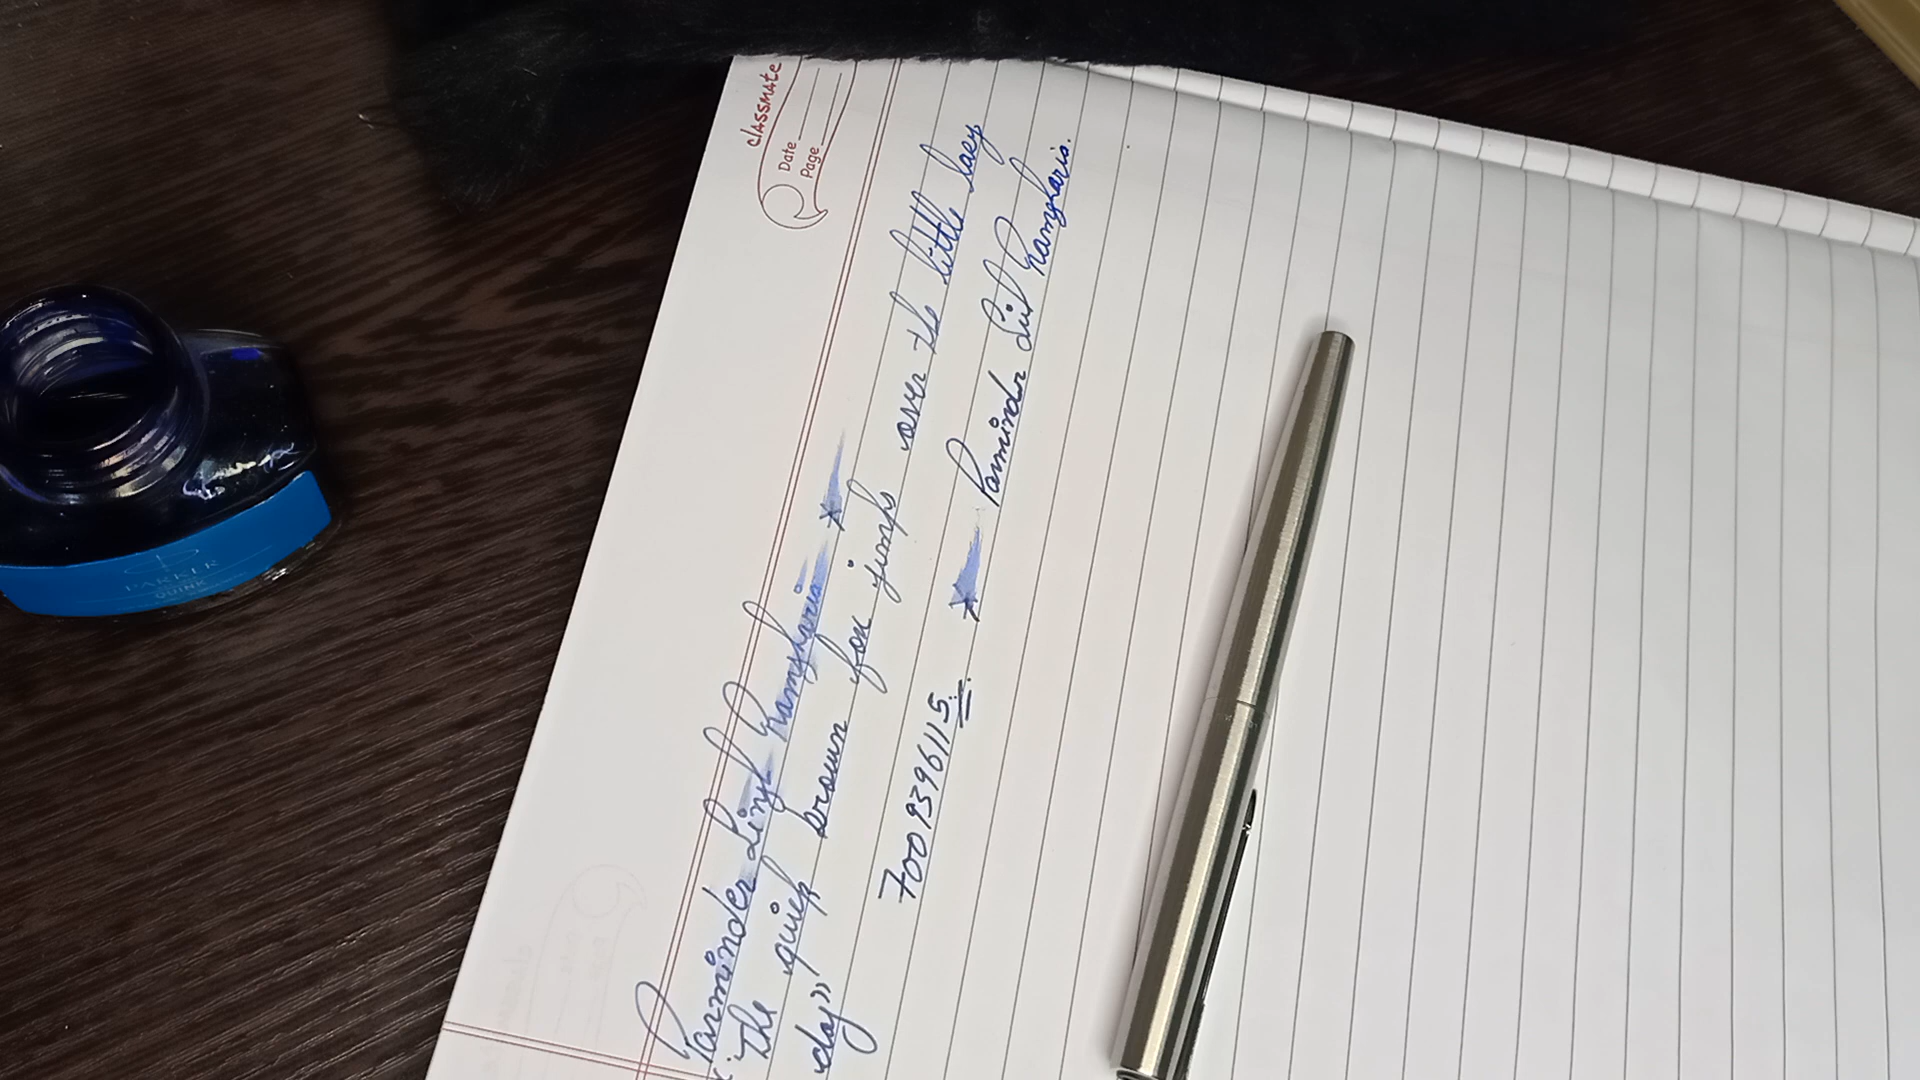 classmate
Date
Page
Parminder Singh Ramgharia *
"the quick brown fox jumps over the little lazy
dog"
7009396115 * Parminder Ramgharia.
PARKER
QUINK